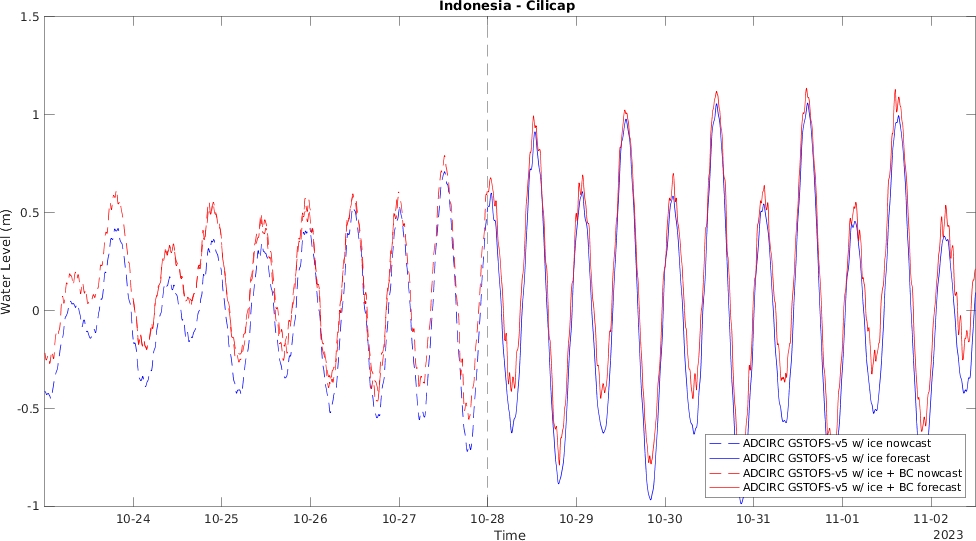 Indonesia - Cilicap
1.5
1
0.5
0
-0.5
-1
Water Level (m)
ADCIRC GSTOFS-v5 w/ ice nowcast
ADCIRC GSTOFS-v5 w/ ice forecast
ADCIRC GSTOFS-v5 w/ ice + BC nowcast
ADCIRC GSTOFS-v5 w/ ice + BC forecast
10-24 10-25 10-26 10-27 10-28 10-29 10-30 10-31 11-01 11-02
Time
2023